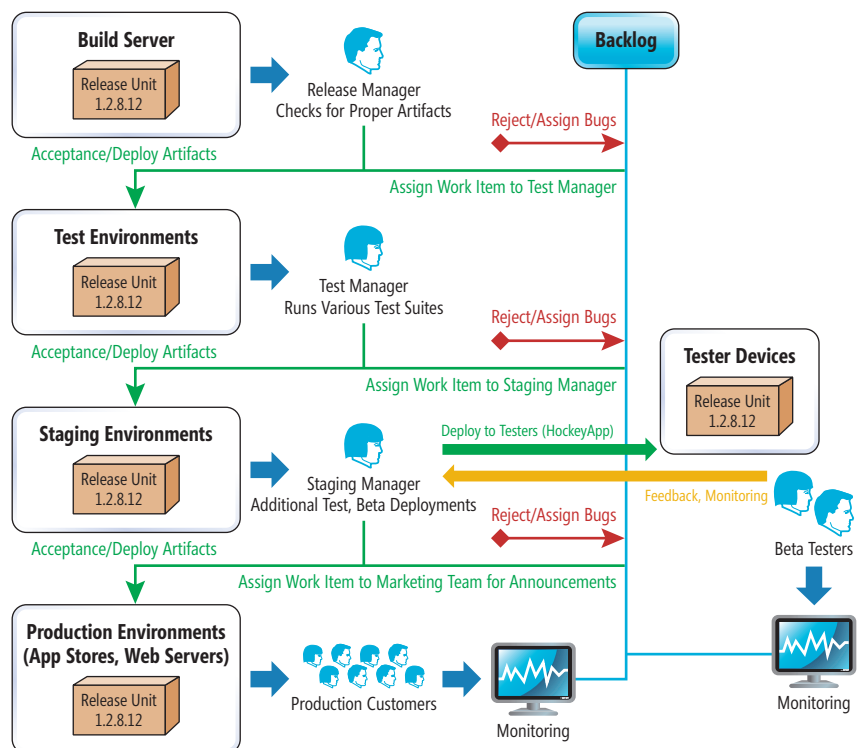 Build Server
Release Unit
1.2.8.12
Release Manager
Checks for Proper Artifacts
Backlog
Reject/Assign Bugs
Acceptance/Deploy Artifacts
Assign Work Item to Test Manager
Test Environments
Release Unit
1.2.8.12
Test Manager
Runs Various Test Suites
Reject/Assign Bugs
Acceptance/Deploy Artifacts
Assign Work Item to Staging Manager
Tester Devices
Release Unit
1.2.8.12
Staging Environments
Release Unit
1.2.8.12
Deploy to Testers (HockeyApp)
Staging Manager
Additional Test, Beta Deployments
Feedback, Monitoring
Reject/Assign Bugs
Beta Testers
Acceptance/Deploy Artifacts
Assign Work Item to Marketing Team for Announcements
Production Environments
(App Stores, Web Servers)
Release Unit
1.2.8.12
Production Customers
Monitoring
Monitoring